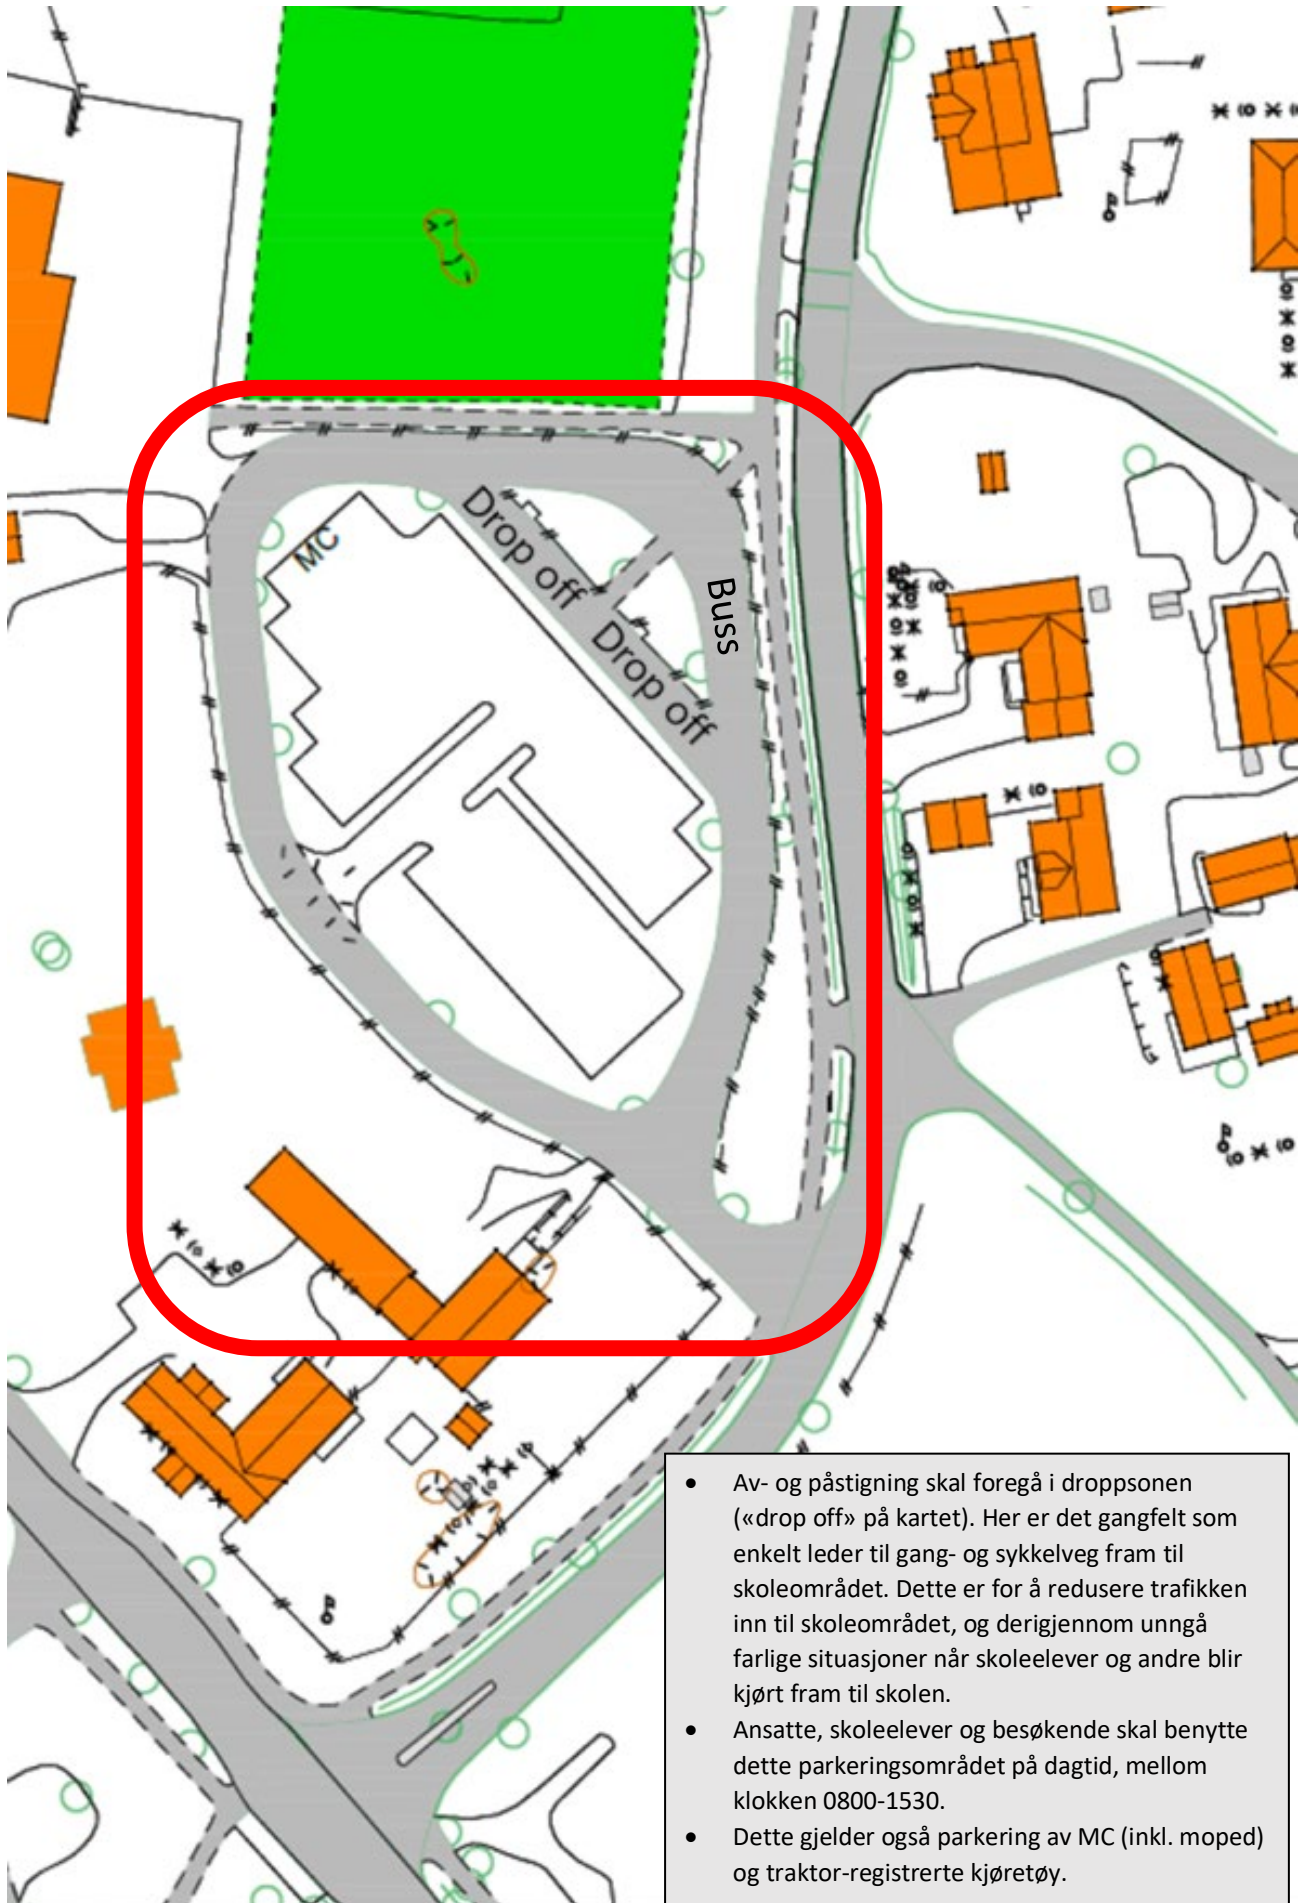 MC
Drop off
Drop off
Buss
• Av- og påstigning skal foregå i droppsonen
(«drop off» på kartet). Her er det gangfelt som
enkelt leder til gang- og sykkelveg fram til
skoleområdet. Dette er for å redusere trafikken
inn til skoleområdet, og derigjennom unngå
farlige situasjoner når skoleelever og andre blir
kjørt fram til skolen.
• Ansatte, skoleelever og besøkende skal benytte
dette parkeringsområdet på dagtid, mellom
klokken 0800-1530.
• Dette gjelder også parkering av MC (inkl. moped)
og traktor-registrerte kjøretøy.